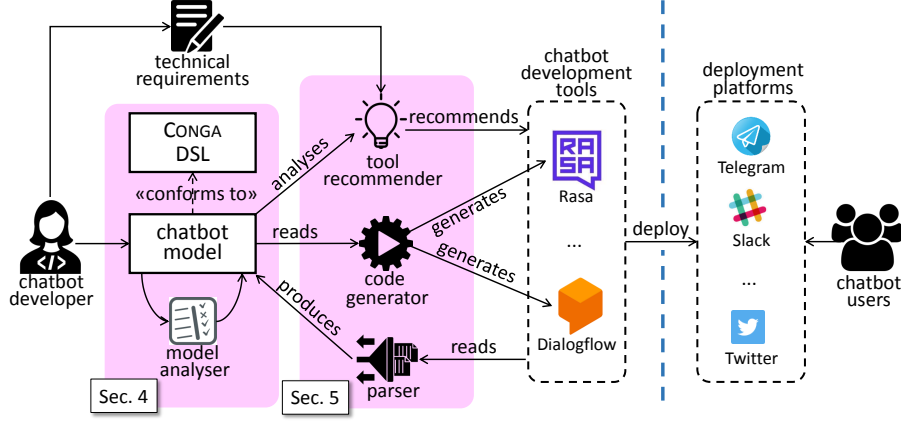 technical
requirements
chatbot
development
tools
deployment
platforms
CONGA
DSL
«conforms to»
analyses
tool
recommender
recommends
RASA
Rasa
Telegram
</>
chatbot
developer
chatbot
model
reads
code
generator
generates
generates
...
deploy
Slack
...
chatbot
users
model
analyser
produces
parser
reads
Dialogflow
Twitter
Sec. 4
Sec. 5